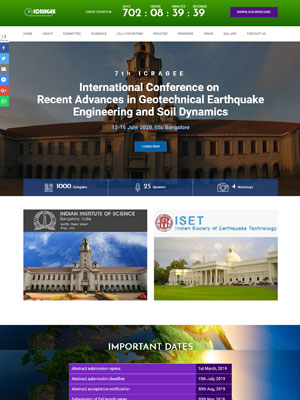 ICRAGEE
EVENT STARTS IN
DAYS HOURS MINUTES SECONDS
702 : 08 : 39 : 39
DOWNLOAD BROCHURE
HOME ABOUT COMMITTEE SCHEDULE CALL FOR PAPERS REGISTER PARTNERS VENUE GALLERY CONTACT US
7th ICRAGEE
International Conference on
Recent Advances in Geotechnical Earthquake
Engineering and Soil Dynamics
13-16 July 2020, IISc Bangalore
1000 Delegates
25 Speakers
4 Workshops
INDIAN INSTITUTE OF SCIENCE
Bangalore, India
ISET
Indian Society of Earthquake Technology
IMPORTANT DATES
Abstract submission opens 1st March, 2019
Abstract submission deadline 15th July, 2019
Abstract acceptance notification 30th Aug, 2019
Submission of full length paper 30th Nov, 2019